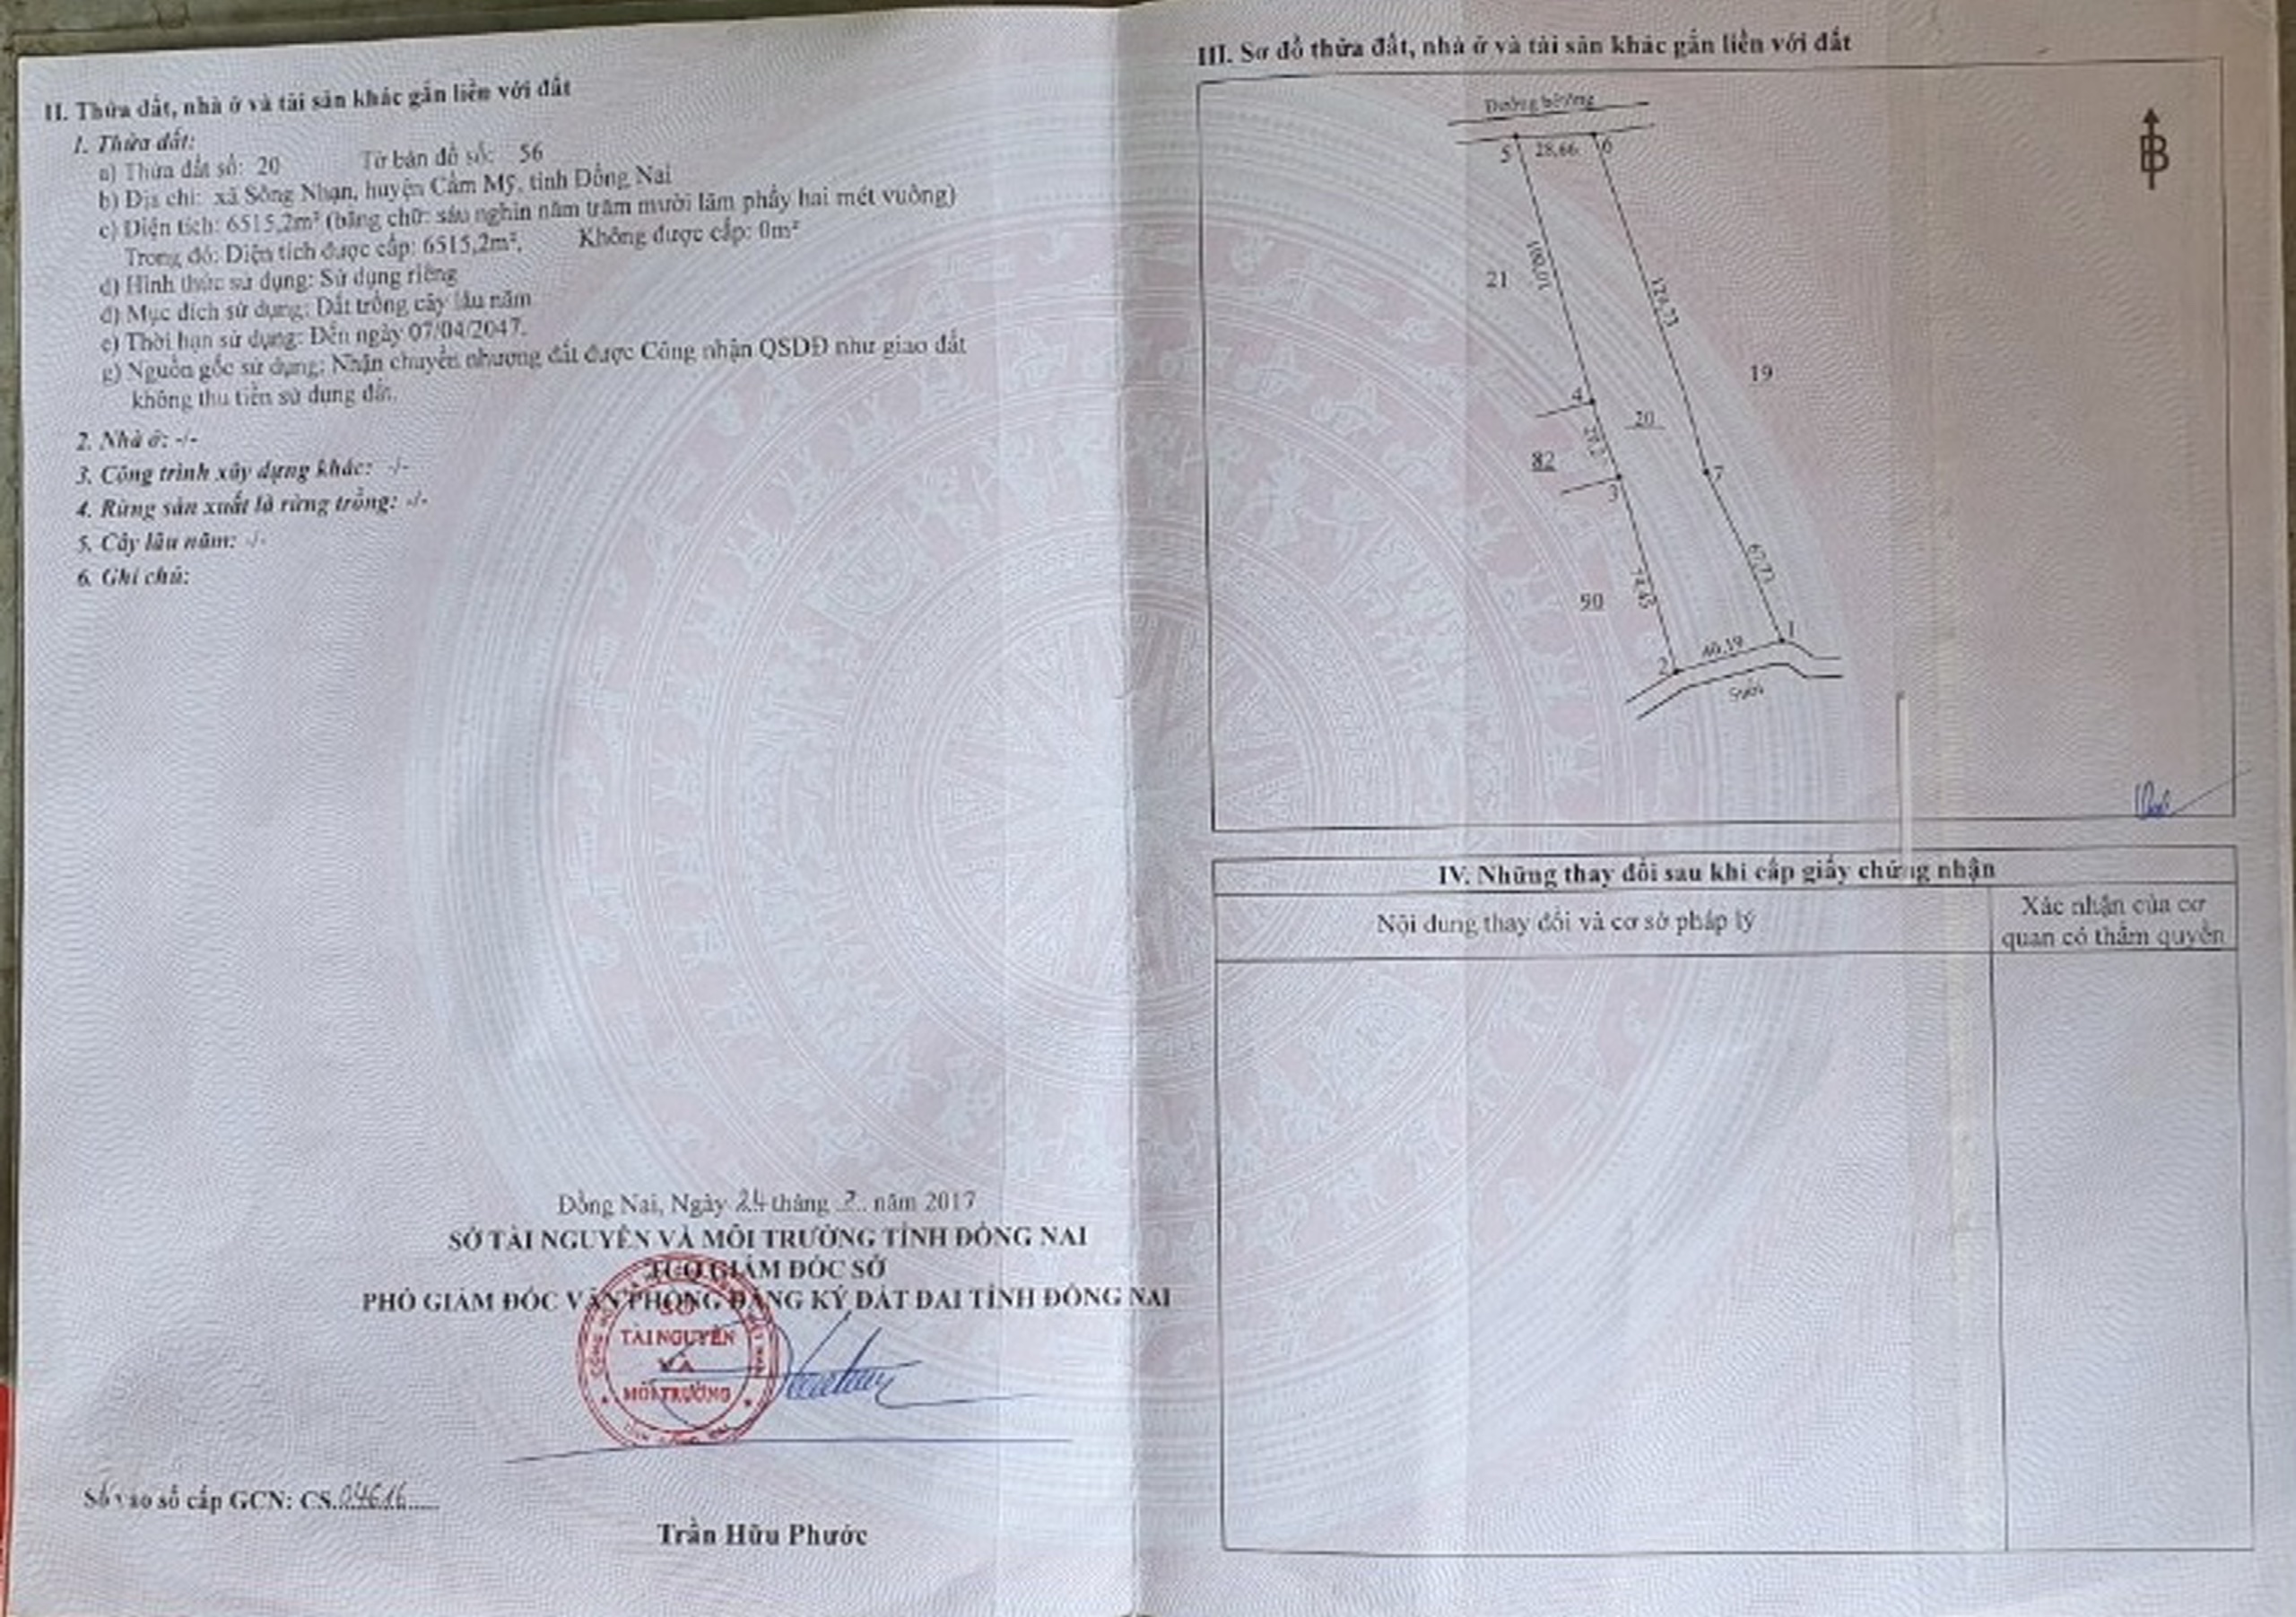 II. Thửa đất, nhà ở và tài sản khác gắn liền với đất
1. Thửa đất:
a) Thửa đất số: 20 Tờ bản đồ số: 56
b) Địa chỉ: xã Sông Nhạn, huyện Cẩm Mỹ, tỉnh Đồng Nai
c) Diện tích: 6515,2m² (bằng chữ: sáu nghìn năm trăm mười lăm phẩy hai mét vuông)
Trong đó: Diện tích được cấp: 6515,2m², Không được cấp: 0m²
d) Hình thức sử dụng: Sử dụng riêng
đ) Mục đích sử dụng: Đất trồng cây lâu năm
e) Thời hạn sử dụng: Đến ngày 07/04/2047.
g) Nguồn gốc sử dụng: Nhận chuyển nhượng đất được Công nhận QSDĐ như giao đất
không thu tiền sử dụng đất.
2. Nhà ở: -/-
3. Công trình xây dựng khác: -/-
4. Rừng sản xuất là rừng trồng: -/-
5. Cây lâu năm: -/-
6. Ghi chú:
Đồng Nai, Ngày 24 tháng năm 2017
SỞ TÀI NGUYÊN VÀ MÔI TRƯỜNG TỈNH ĐỒNG NAI
TUQ GIÁM ĐỐC SỞ
PHÓ GIÁM ĐỐC VĂN PHÒNG ĐĂNG KÝ ĐẤT ĐAI TỈNH ĐỒNG NAI
SỞ
TÀI NGUYÊN
VÀ
MÔI TRƯỜNG
Số vào sổ cấp GCN: CS 04616
Trần Hữu Phước
III. Sơ đồ thửa đất, nhà ở và tài sản khác gắn liền với đất
Đường bêtông
B
5 28,66 6
100,01
21
19
4
20
82
7
3
67,73
90
74,45
1
40,19
2
Suối
IV. Những thay đổi sau khi cấp giấy chứng nhận
Nội dung thay đổi và cơ sở pháp lý
Xác nhận của cơ
quan có thẩm quyền